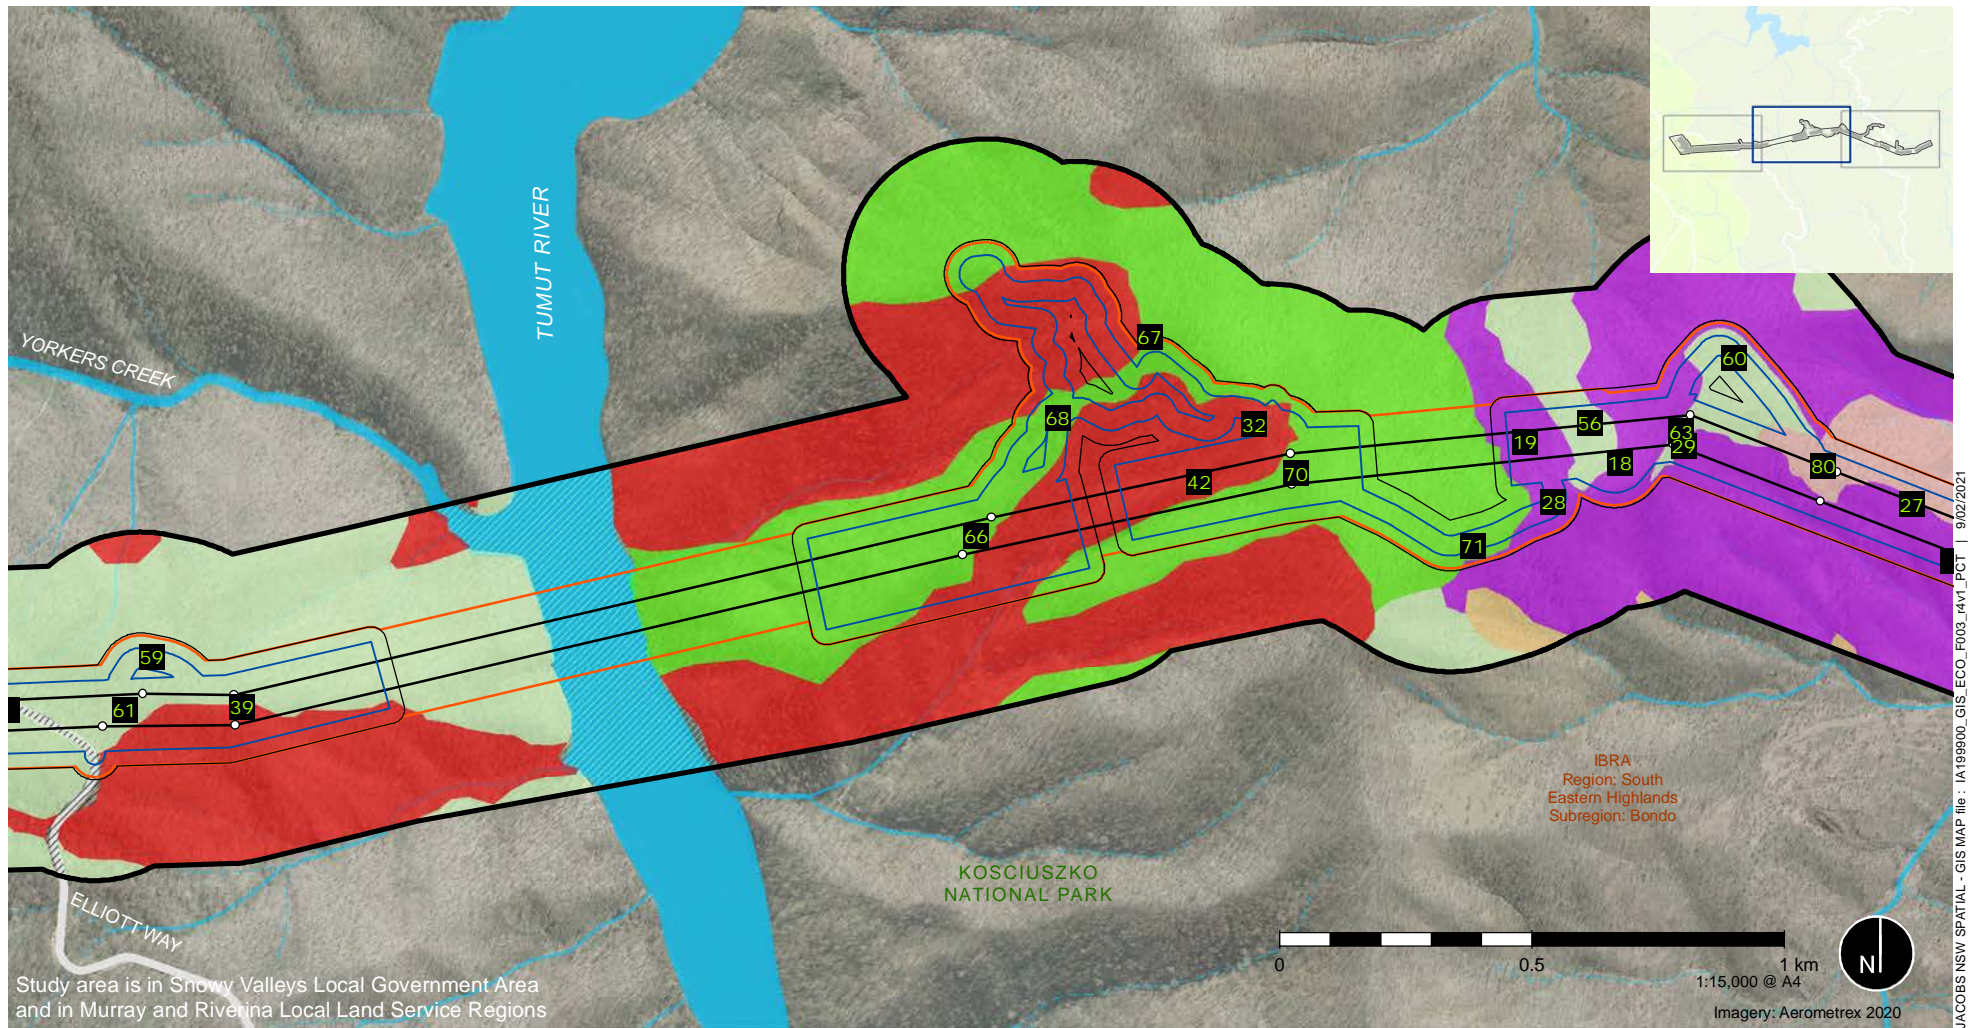 TUMUT RIVER
YORKERS CREEK
67
60
68
32
56
63
19
29
18
80
42
70
27
28
66
71
59
61
39
IBRA
Region: South
Eastern Highlands
Subregion: Bondo
KOSCIUSZKO
NATIONAL PARK
ELLIOTT WAY
0
0.5
1 km
1:15,000 @ A4
N
Study area is in Snowy Valleys Local Government Area
and in Murray and Riverina Local Land Service Regions
Imagery: Aerometrex 2020
JACOBS NSW SPATIAL - GIS MAP file : IA199900_GIS_ECO_F003_r4v1_PCT | 9/02/2021